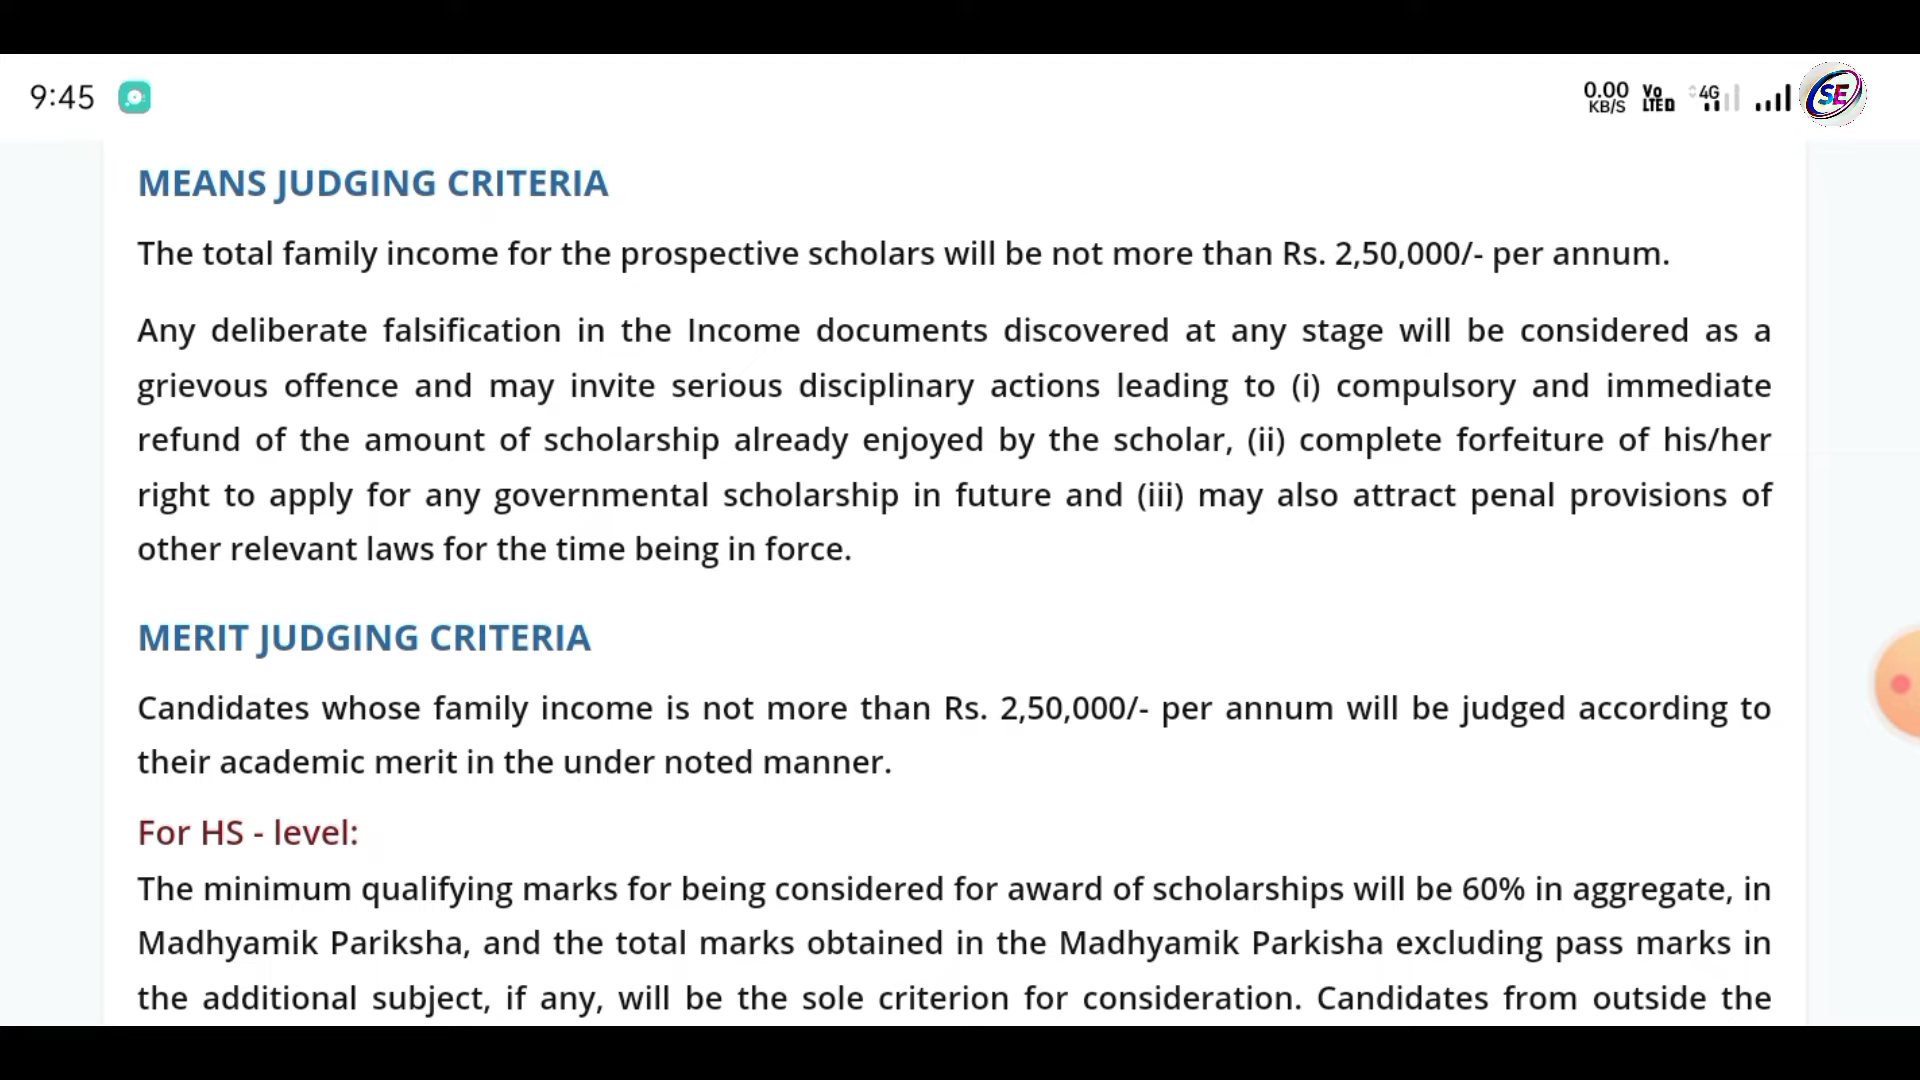 9:45
0.00
KB/S
Vo
LTE
4G
SE
MEANS JUDGING CRITERIA
The total family income for the prospective scholars will be not more than Rs. 2,50,000/- per annum.
Any deliberate falsification in the Income documents discovered at any stage will be considered as a
grievous offence and may invite serious disciplinary actions leading to (i) compulsory and immediate
refund of the amount of scholarship already enjoyed by the scholar, (ii) complete forfeiture of his/her
right to apply for any governmental scholarship in future and (iii) may also attract penal provisions of
other relevant laws for the time being in force.
MERIT JUDGING CRITERIA
Candidates whose family income is not more than Rs. 2,50,000/- per annum will be judged according to
their academic merit in the under noted manner.
For HS - level:
The minimum qualifying marks for being considered for award of scholarships will be 60% in aggregate, in
Madhyamik Pariksha, and the total marks obtained in the Madhyamik Parkisha excluding pass marks in
the additional subject, if any, will be the sole criterion for consideration. Candidates from outside the